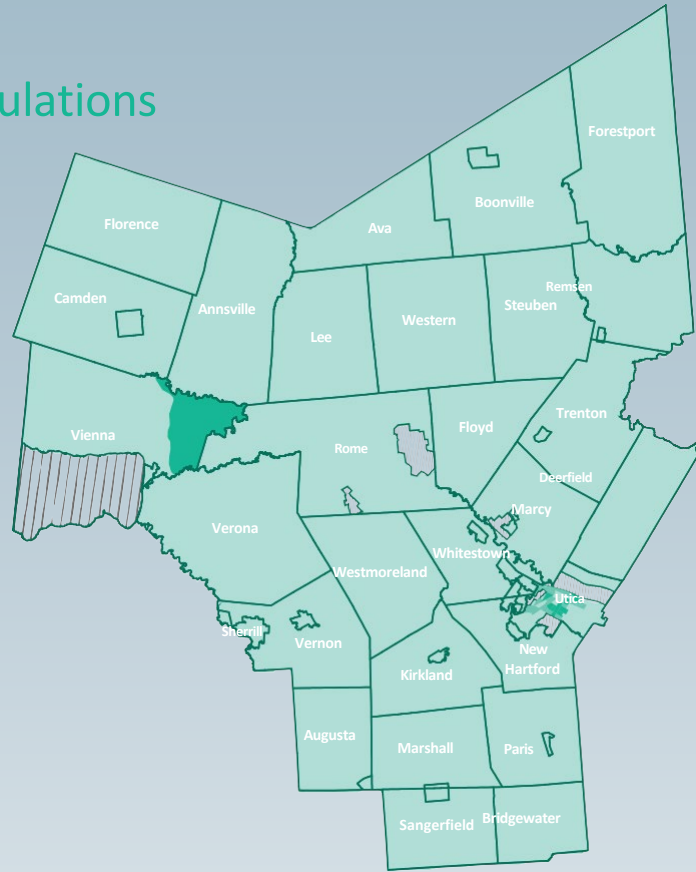 ulations
Forestport
Boonville
Florence
Ava
Remsen
Camden
Annsville
Steuben
Western
Lee
Trenton
Floyd
Vienna
Rome
Deerfield
Marcy
Verona
Whitestown
Westmoreland
Utica
Sherrill
Vernon
New
Hartford
Kirkland
Augusta
Marshall
Paris
Sangerfield
Bridgewater